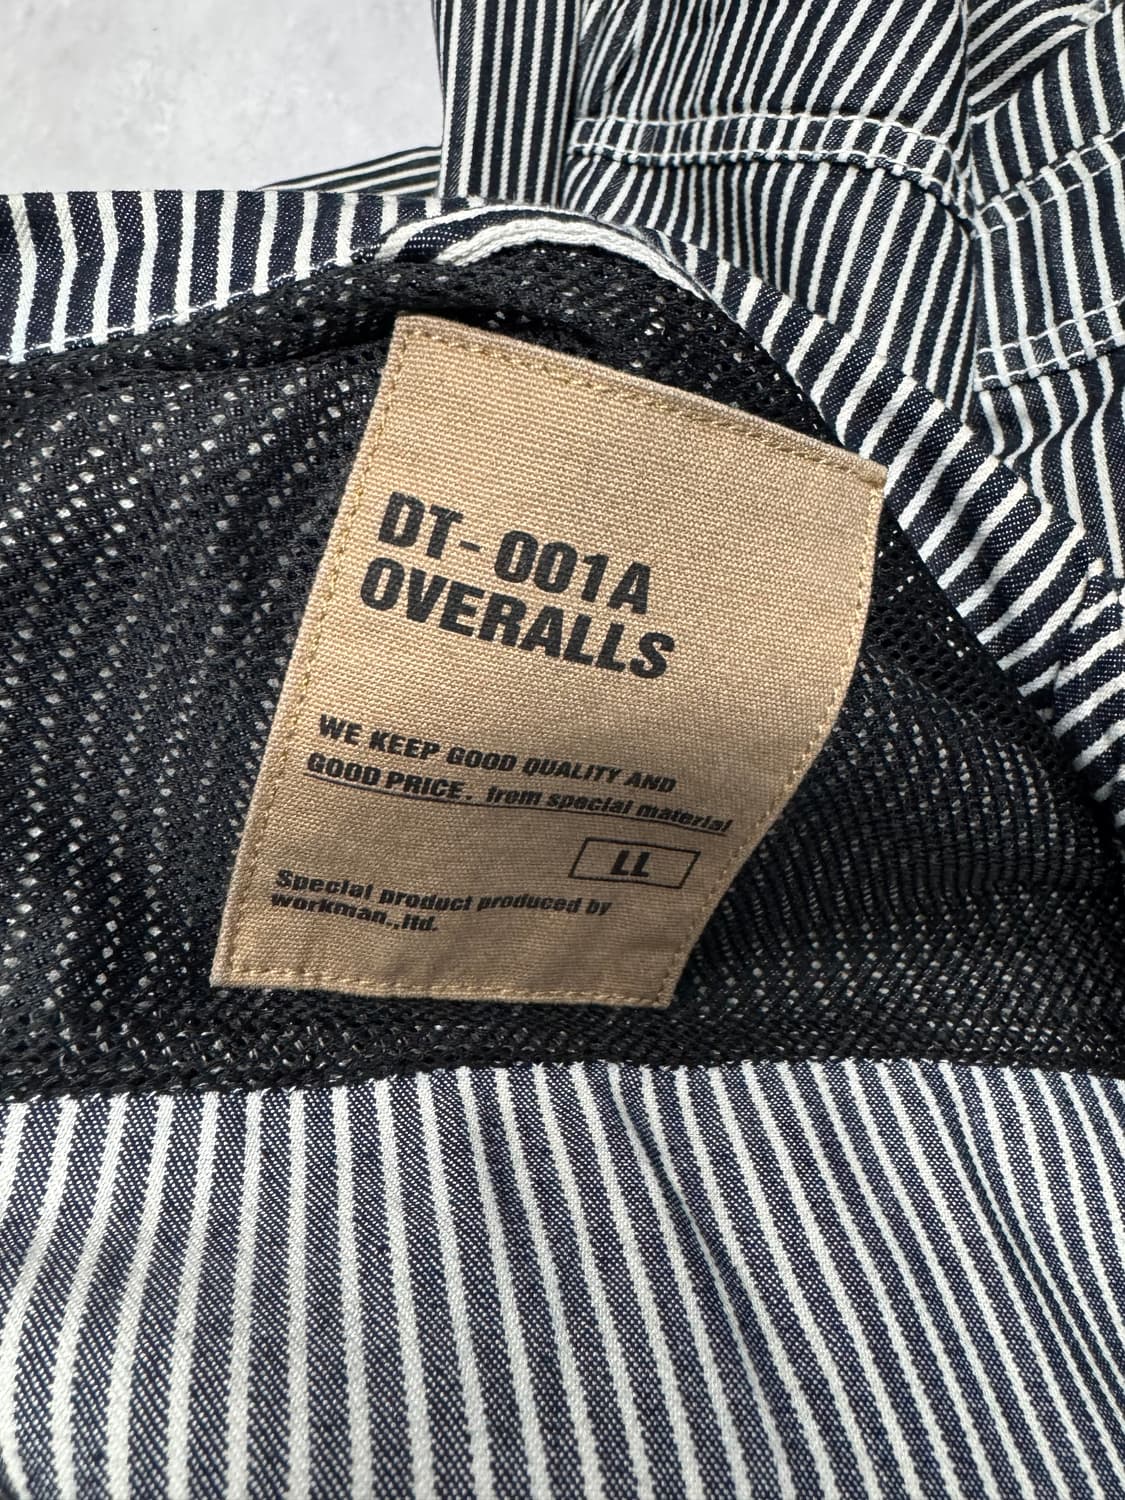 DT-001A
OVERALLS
WE KEEP GOOD QUALITY AND
GOOD PRICE. from special material
LL
Special product produced by
workman.,ltd.